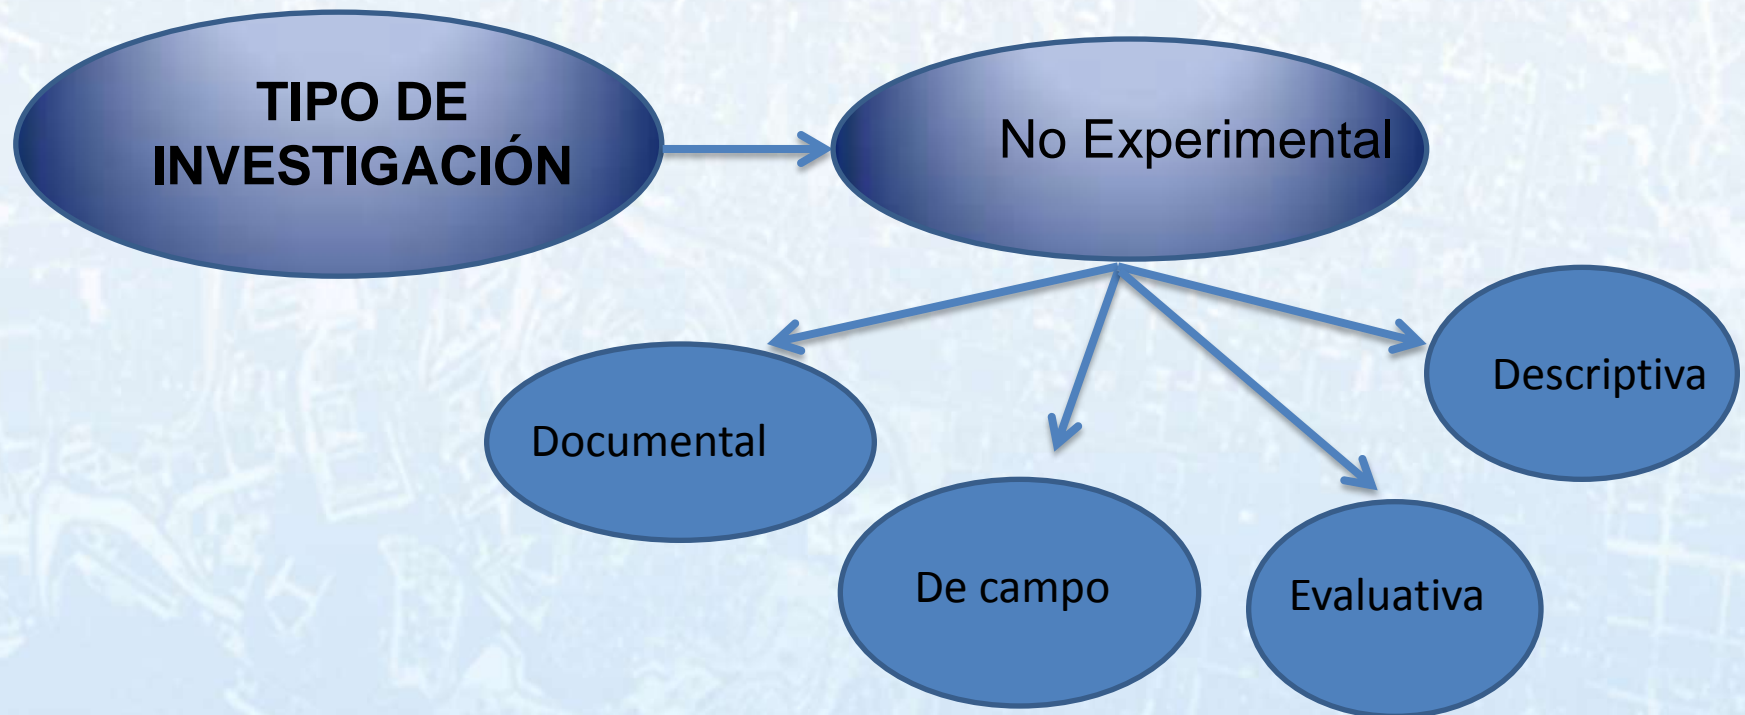 TIPO DE
INVESTIGACIÓN
No Experimental
Documental
De campo
Evaluativa
Descriptiva